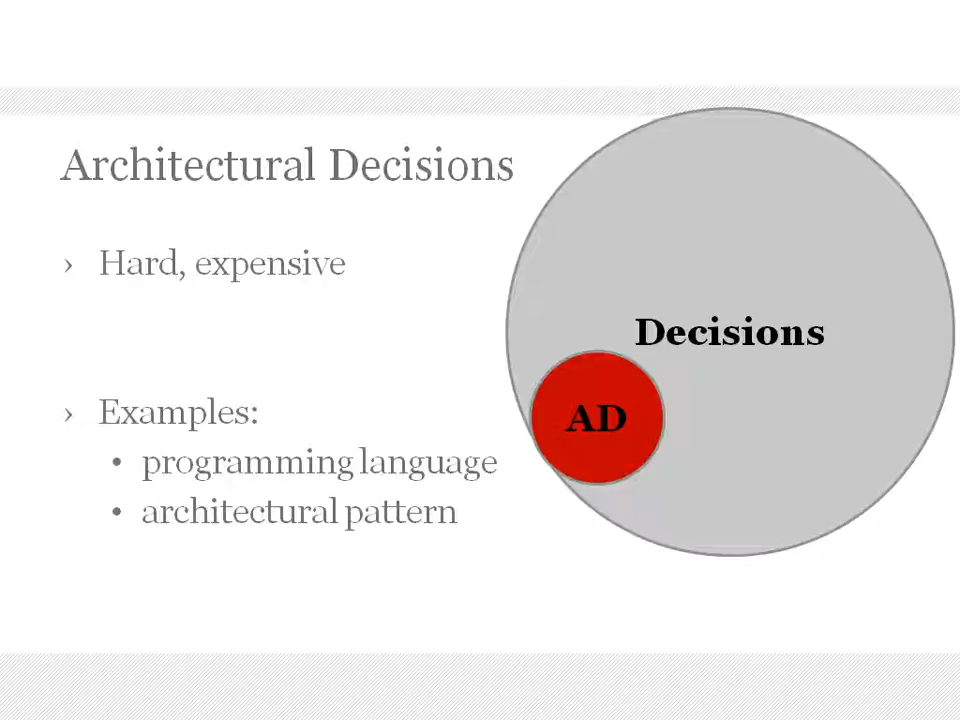 Architectural Decisions
› Hard, expensive
› Examples:
• programming language
• architectural pattern
Decisions
AD